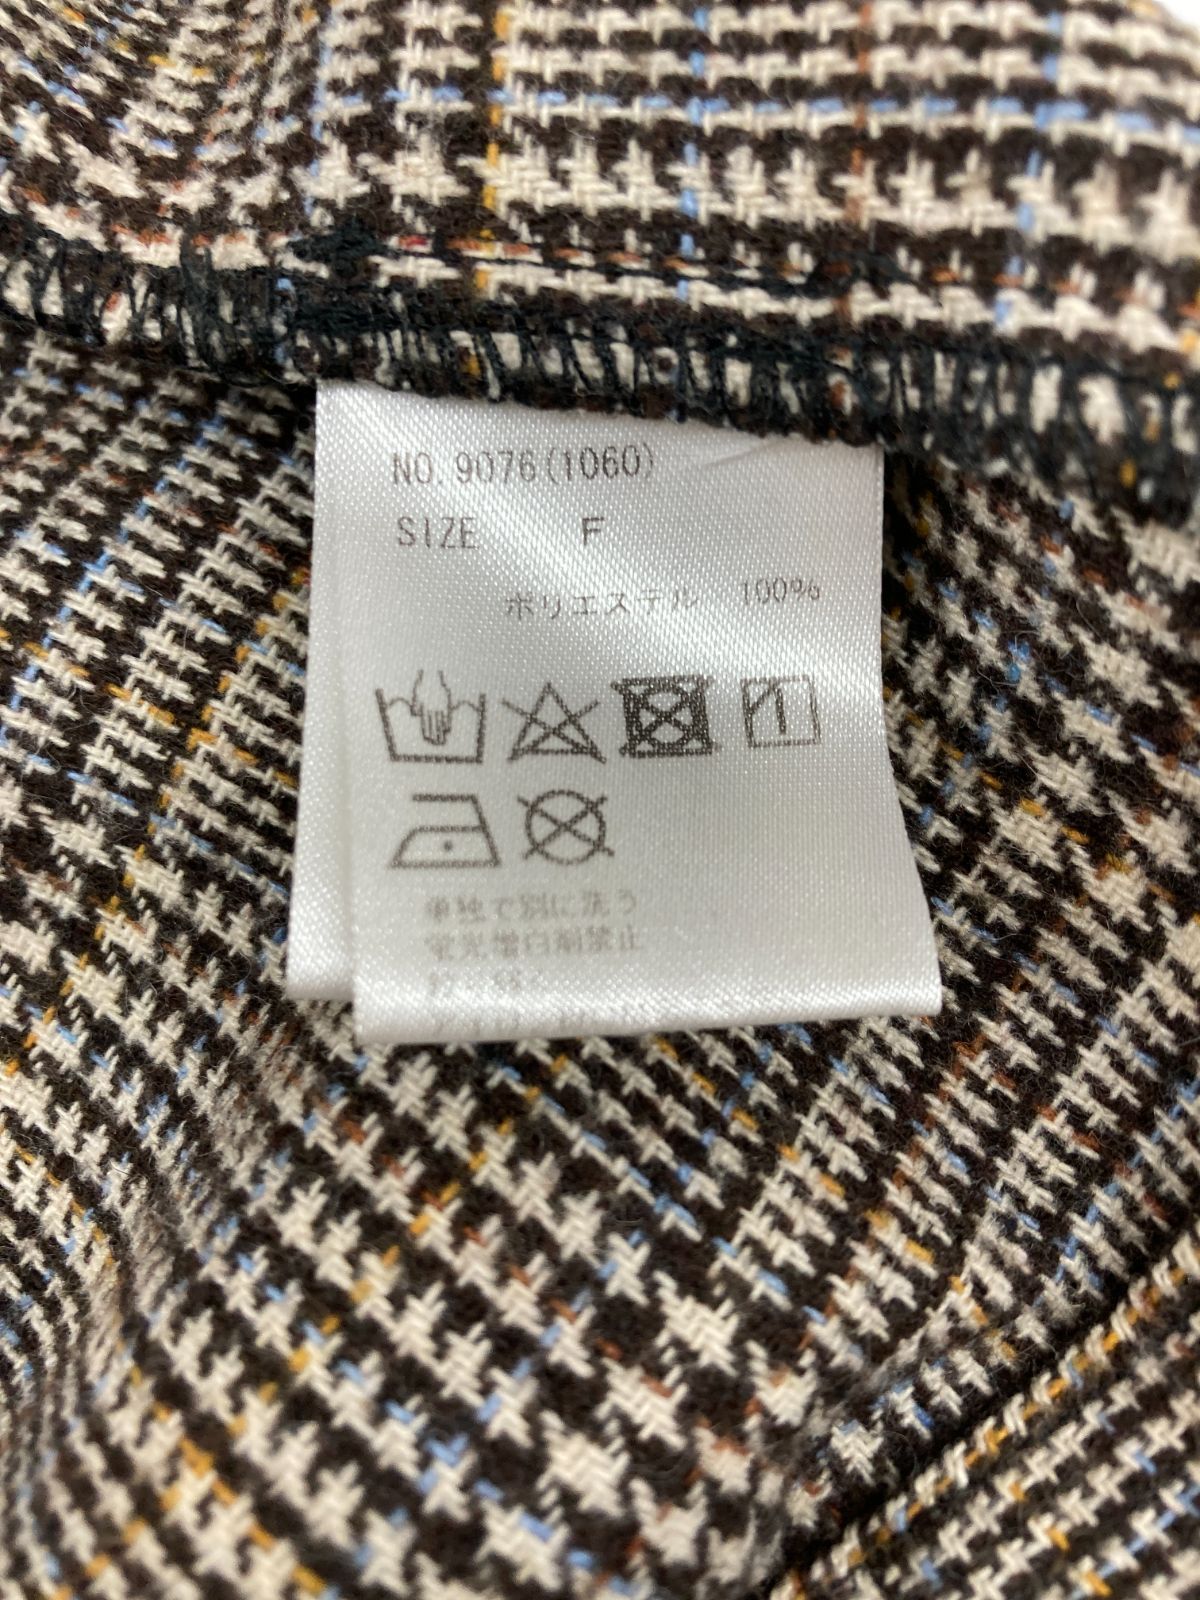 NO. 9076(1060)
SIZE F
ポリエステル 100%
単独で別に洗う
蛍光増白剤禁止